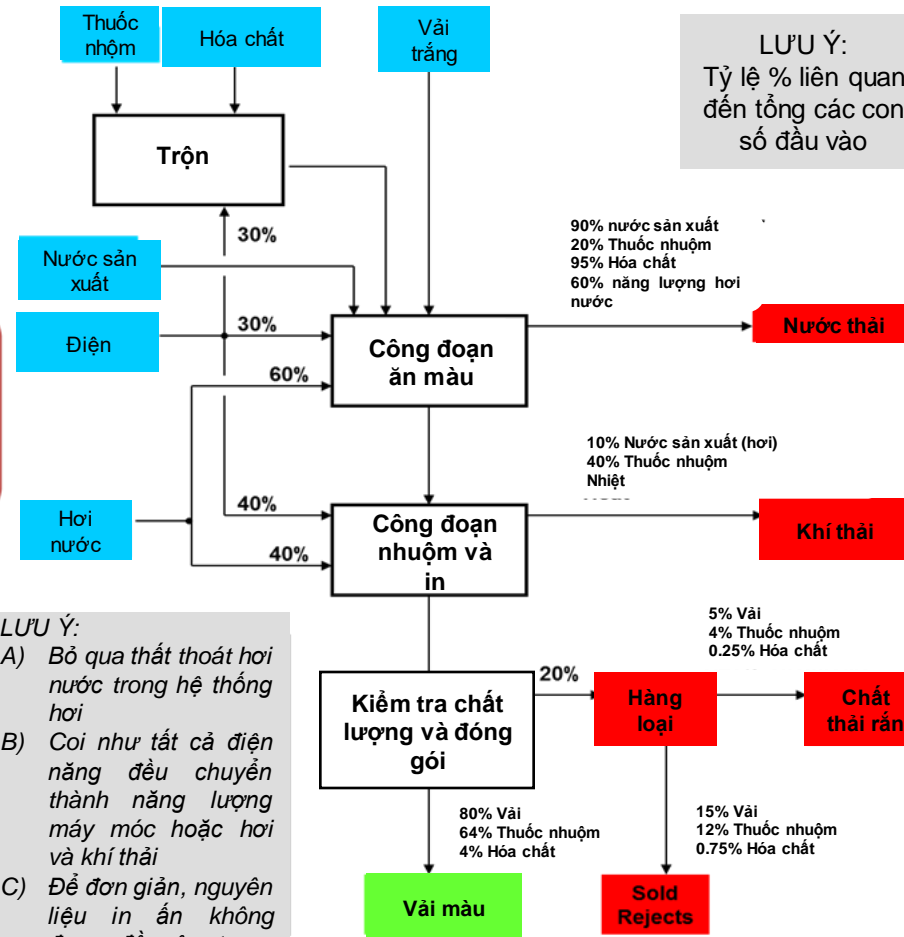 Thuốc
nhộm
Hóa chất
Vải
trắng
LƯU Ý:
Tỷ lệ % liên quan
đến tổng các con
số đầu vào
Trộn
30%
90% nước sản xuất
20% Thuốc nhuộm
95% Hóa chất
60% năng lượng hơi
nước
Nước sản
xuất
Điện
30%
60%
Công đoạn
ăn màu
Nước thải
10% Nước sản xuất (hơi)
40% Thuốc nhuộm
Nhiệt
Hơi
nước
40%
40%
Công đoạn
nhuộm và
in
Khí thải
LƯU Ý:
A) Bỏ qua thất thoát hơi
nước trong hệ thống
hơi
B) Coi như tất cả điện
năng đều chuyển
thành năng lượng
máy móc hoặc hơi
và khí thải
C) Để đơn giản, nguyên
liệu in ấn không
Kiểm tra chất
lượng và đóng
gói
20%
Hàng
loại
5% Vải
4% Thuốc nhuộm
0.25% Hóa chất
Chất
thải rắn
80% Vải
64% Thuốc nhuộm
4% Hóa chất
15% Vải
12% Thuốc nhuộm
0.75% Hóa chất
Vải màu
Sold
Rejects